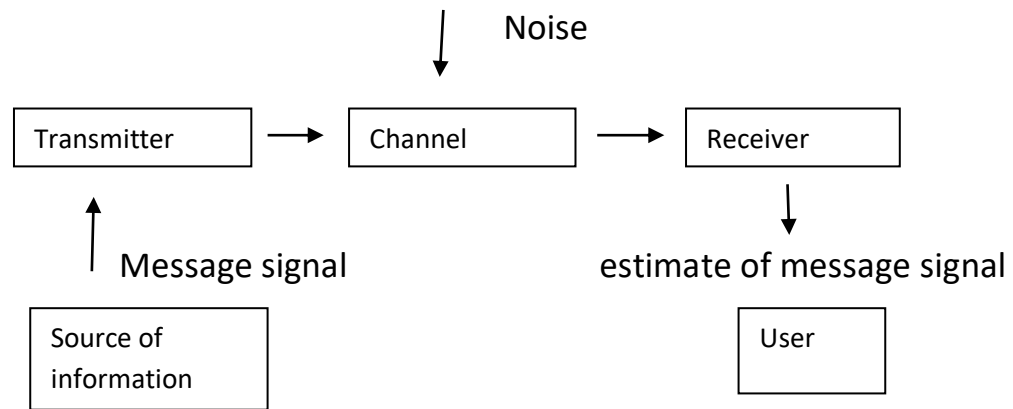 Noise
Transmitter
Channel
Receiver
Message signal
estimate of message signal
Source of
information
User